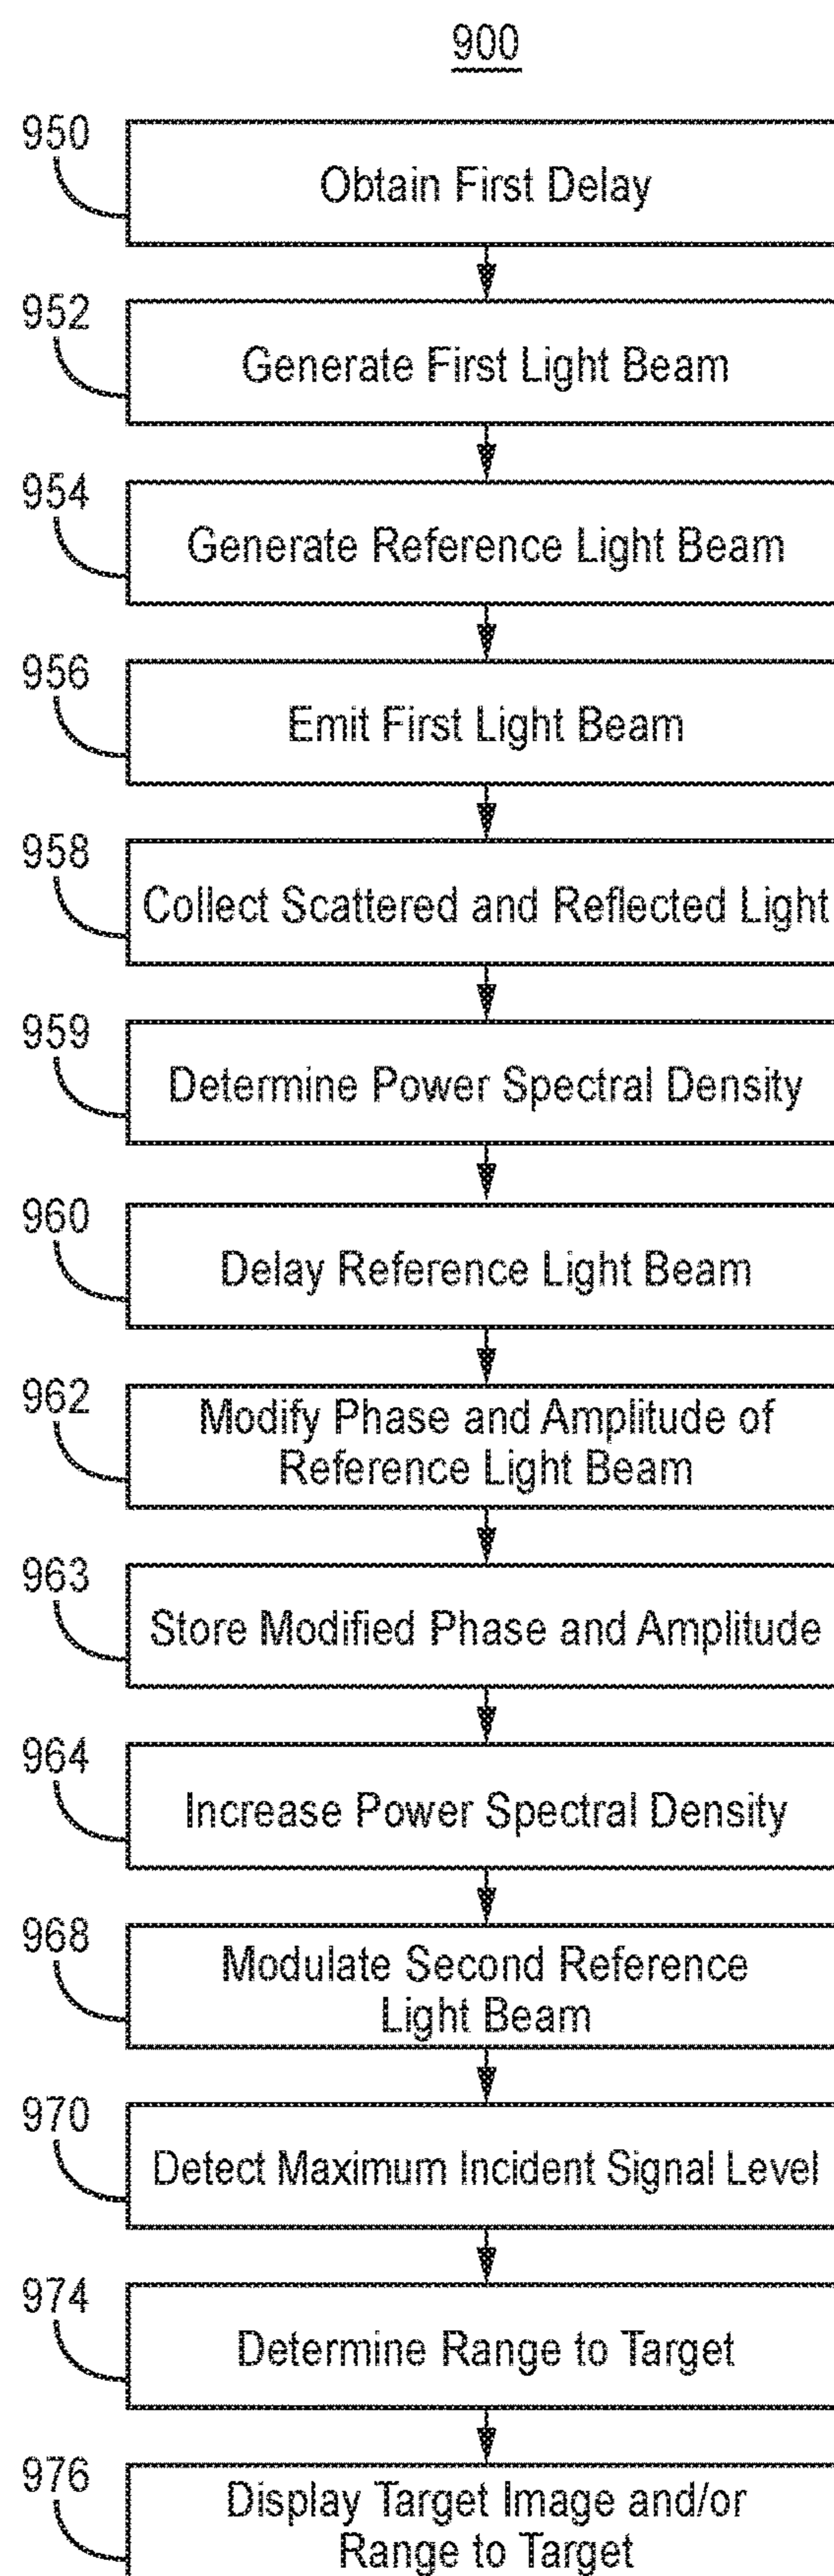 900
950
Obtain First Delay
952
Generate First Light Beam
954
Generate Reference Light Beam
956
Emit First Light Beam
958
Collect Scattered and Reflected Light
959
Determine Power Spectral Density
960
Delay Reference Light Beam
962
Modify Phase and Amplitude of
Reference Light Beam
963
Store Modified Phase and Amplitude
964
Increase Power Spectral Density
968
Modulate Second Reference
Light Beam
970
Detect Maximum Incident Signal Level
974
Determine Range to Target
976
Display Target Image and/or
Range to Target